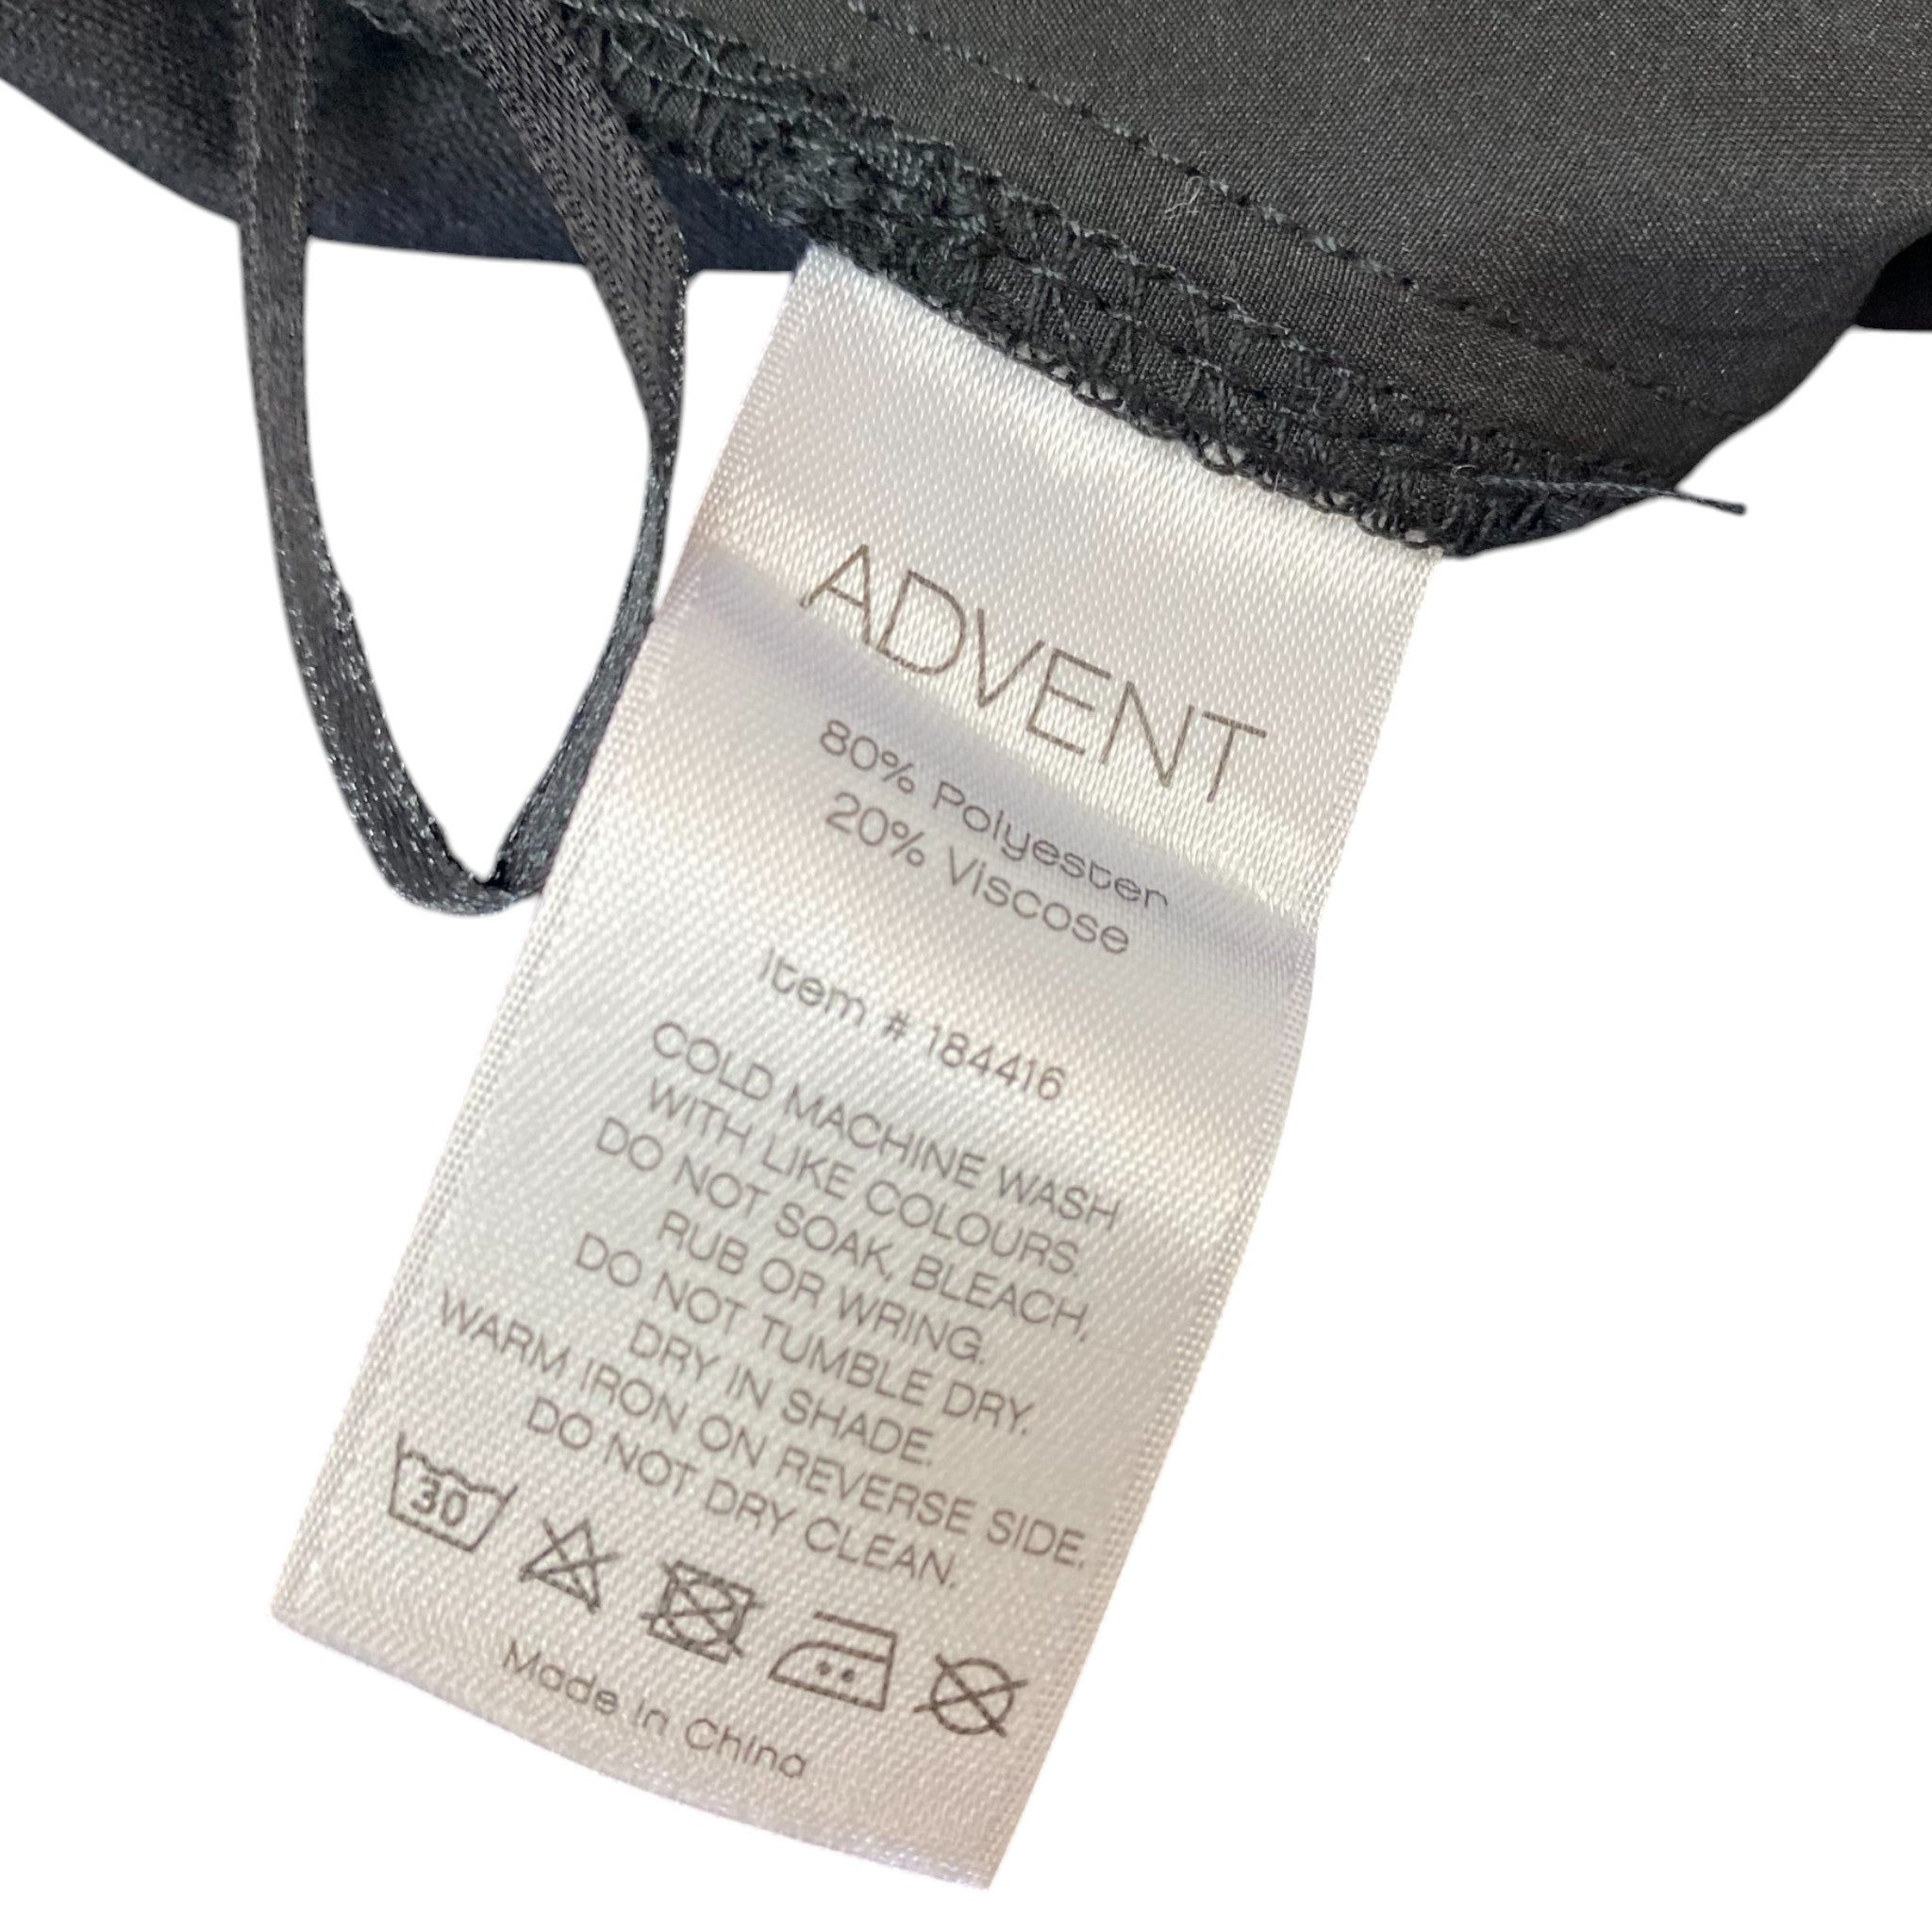 ADVENT
80% Polyester
20% Viscose
Item # 184416
COLD MACHINE WASH
WITH LIKE COLOURS.
DO NOT SOAK, BLEACH,
RUB OR WRING.
DO NOT TUMBLE DRY.
DRY IN SHADE.
WARM IRON ON REVERSE SIDE.
DO NOT DRY CLEAN.
30
Made in China